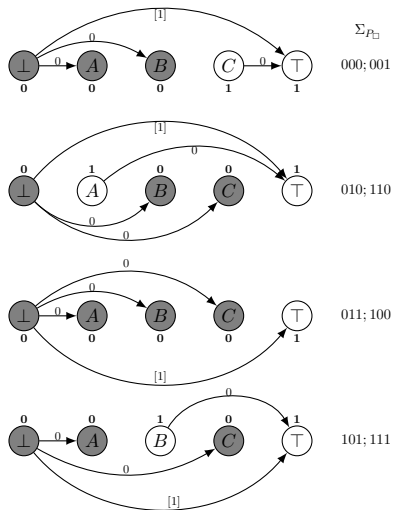 [1]
Σ_{P_□}
0
⊥ 0 A B C 0 ⊤ 000;001
0 0 0 1 1
[1]
0 1 0 0 0 1
⊥ A B C ⊤ 010;110
0
0
0
[1]
0
⊥ 0 A B C ⊤ 011;100
0 0 0 0 1
[1]
0
0 0 1 0 1
⊥ 0 A B C ⊤ 101;111
0
[1]